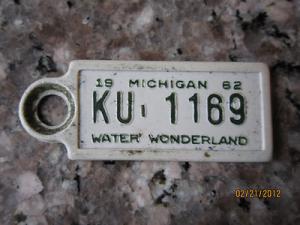 19 MICHIGAN 62
KU·1169
WATER WONDERLAND
02/21/2012